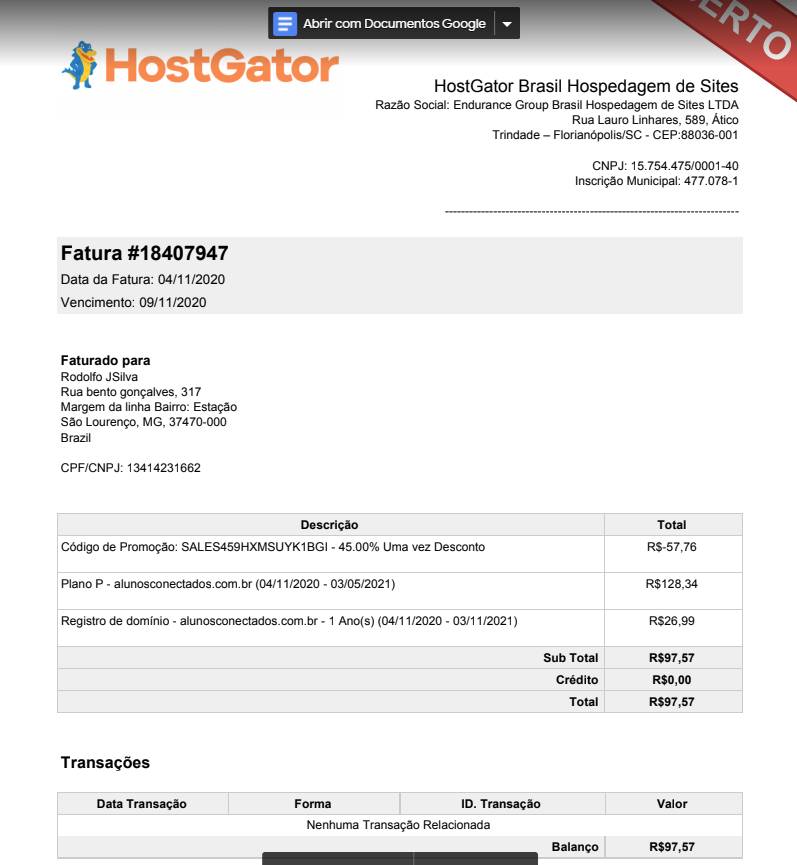 Abrir com Documentos Google
HostGator
HostGator Brasil Hospedagem de Sites
Razão Social: Endurance Group Brasil Hospedagem de Sites LTDA
Rua Lauro Linhares, 589, Ático
Trindade – Florianópolis/SC - CEP:88036-001
CNPJ: 15.754.475/0001-40
Inscrição Municipal: 477.078-1
Fatura #18407947
Data da Fatura: 04/11/2020
Vencimento: 09/11/2020
Faturado para
Rodolfo JSilva
Rua bento gonçalves, 317
Margem da linha Bairro: Estação
São Lourenço, MG, 37470-000
Brazil
CPF/CNPJ: 13414231662
Descrição Total
Código de Promoção: SALES459HXMSUYK1BGI - 45.00% Uma vez Desconto R$-57,76
Plano P - alunosconectados.com.br (04/11/2020 - 03/05/2021) R$128,34
Registro de domínio - alunosconectados.com.br - 1 Ano(s) (04/11/2020 - 03/11/2021) R$26,99
Sub Total R$97,57
Crédito R$0,00
Total R$97,57
Transações
Data Transação Forma ID. Transação Valor
Nenhuma Transação Relacionada
Balanço R$97,57